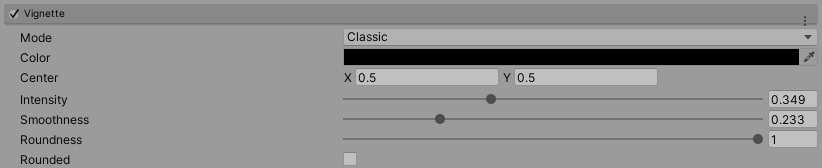 Vignette
Mode Classic
Color
Center X 0.5 Y 0.5
Intensity 0.349
Smoothness 0.233
Roundness 1
Rounded